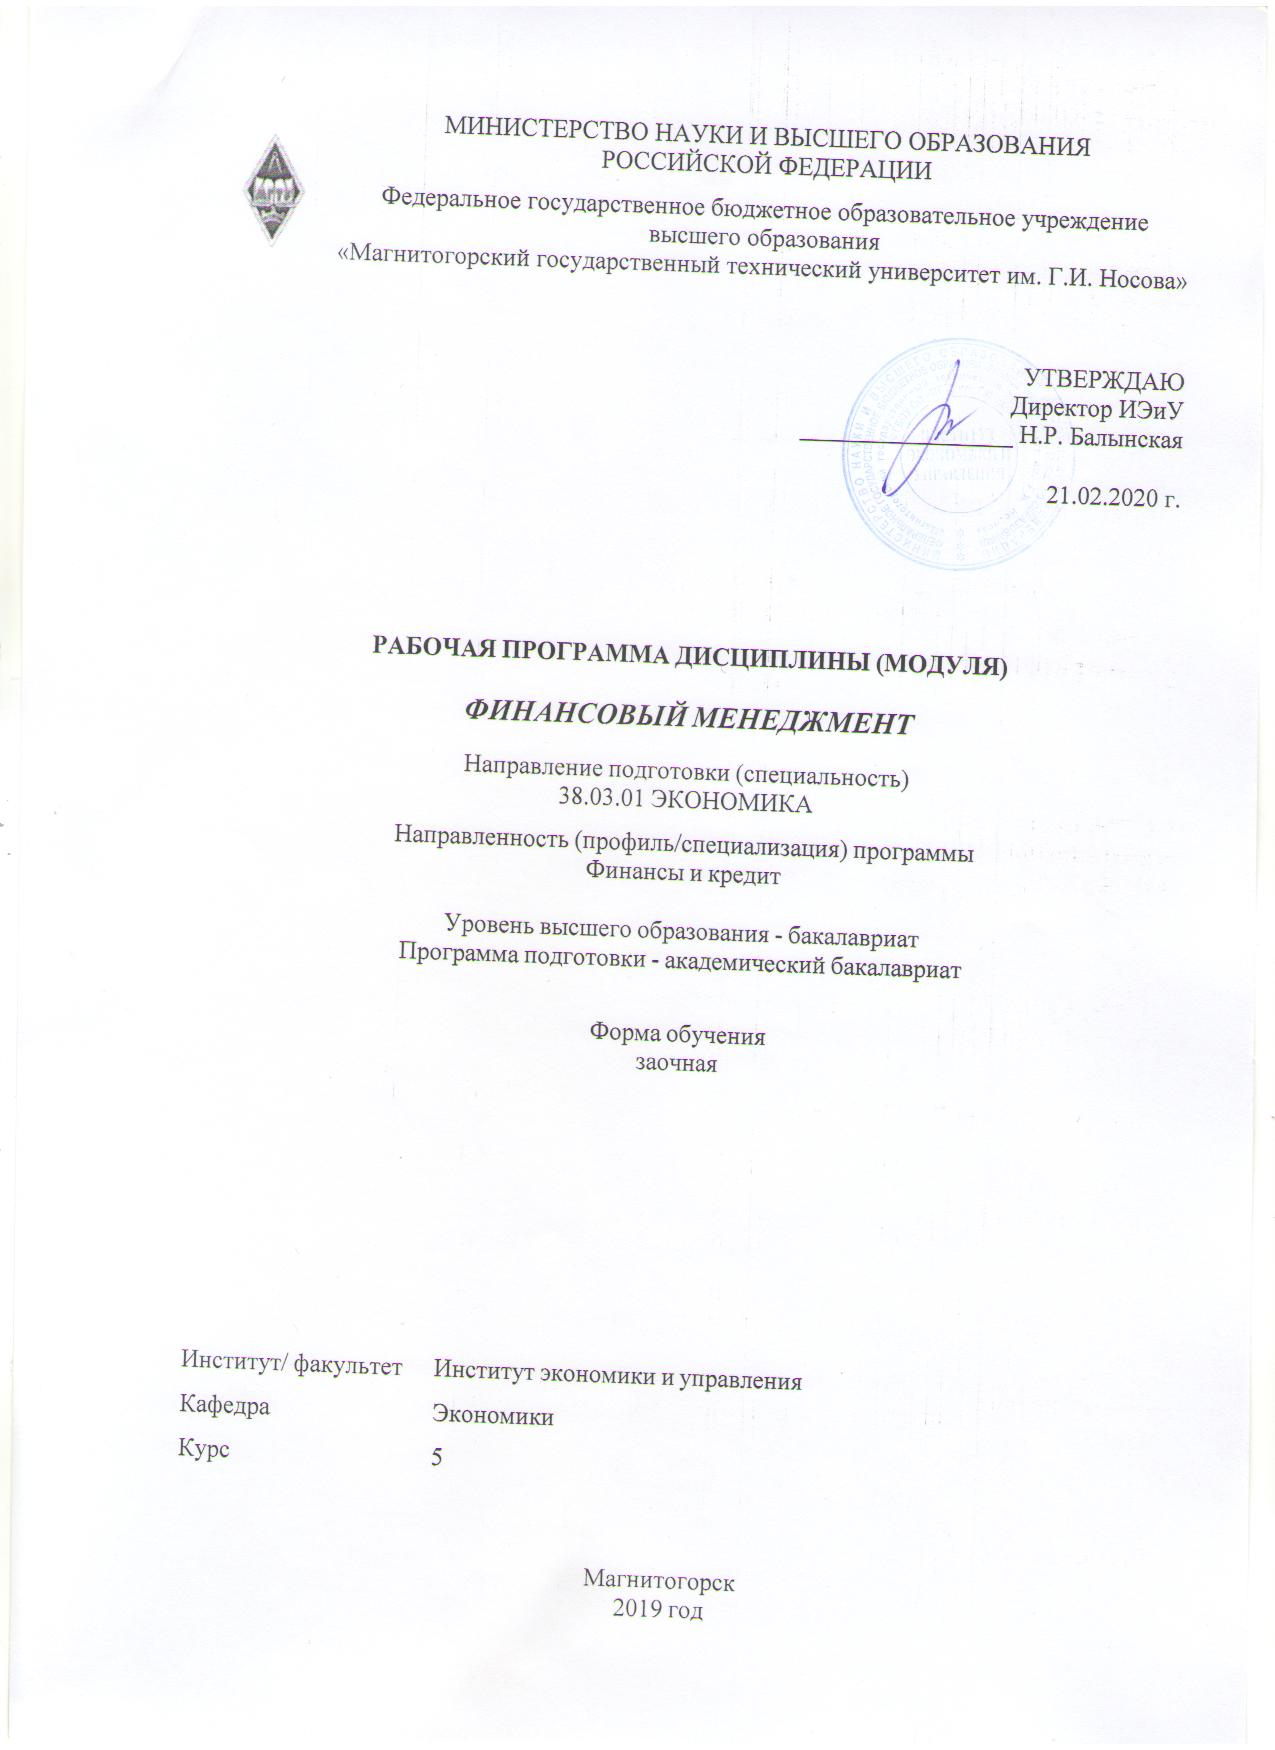 МИНИСТЕРСТВО НАУКИ И ВЫСШЕГО ОБРАЗОВАНИЯ
РОССИЙСКОЙ ФЕДЕРАЦИИ
Федеральное государственное бюджетное образовательное учреждение
высшего образования
«Магнитогорский государственный технический университет им. Г.И. Носова»
УТВЕРЖДАЮ
Директор ИЭиУ
Н.Р. Балынская
21.02.2020 г.
РАБОЧАЯ ПРОГРАММА ДИСЦИПЛИНЫ (МОДУЛЯ)
ФИНАНСОВЫЙ МЕНЕДЖМЕНТ
Направление подготовки (специальность)
38.03.01 ЭКОНОМИКА
Направленность (профиль/специализация) программы
Финансы и кредит
Уровень высшего образования - бакалавриат
Программа подготовки - академический бакалавриат
Форма обучения
заочная
Институт/ факультет Институт экономики и управления
Кафедра Экономики
Курс 5
Магнитогорск
2019 год